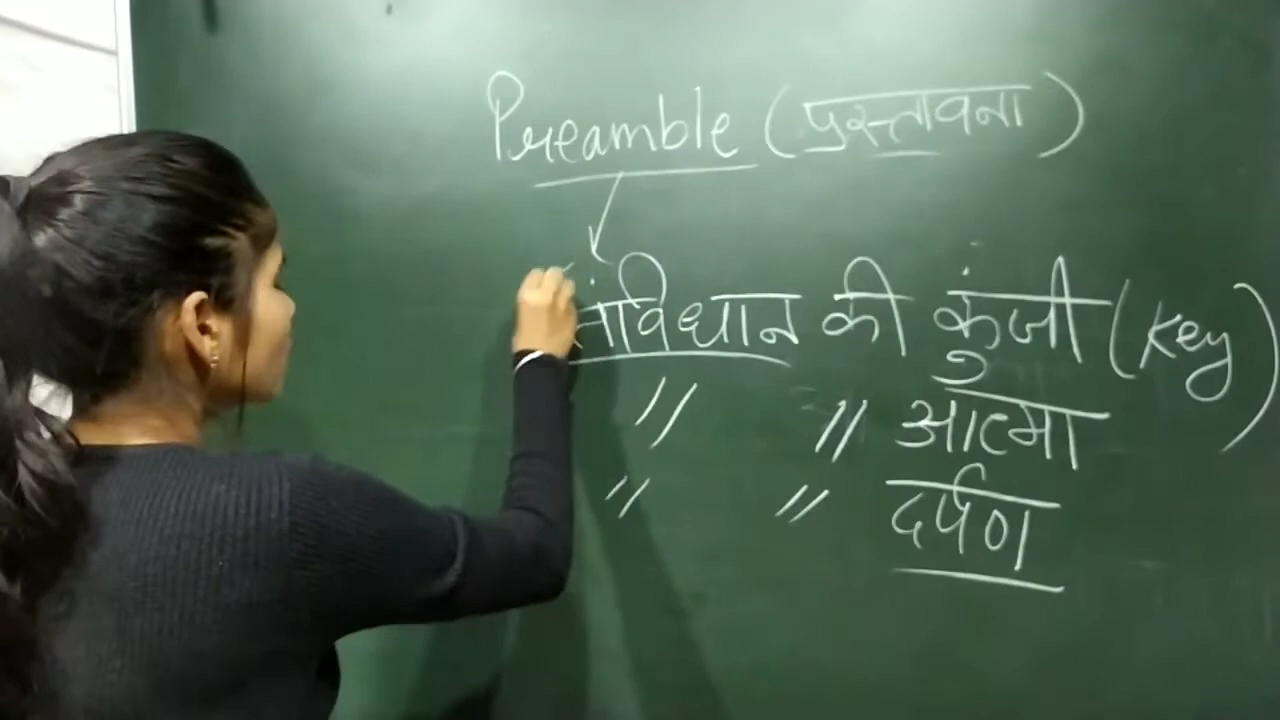 Preamble (प्रस्तावना)
संविधान की कुंजी (Key)
" " आत्मा
" " दर्पण